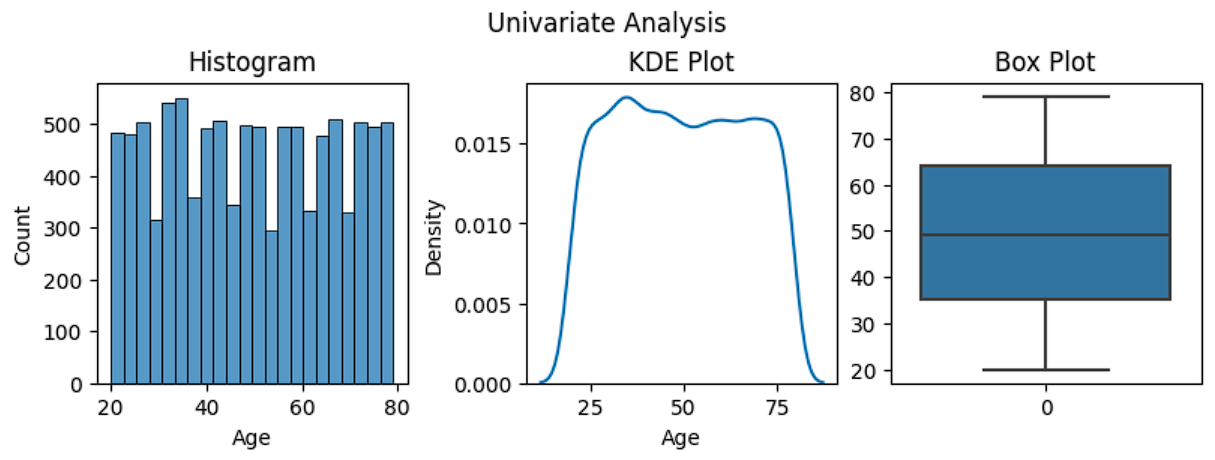 Univariate Analysis
Histogram
KDE Plot
Box Plot
Count
500
400
300
200
100
0
20 40 60 80
Age
Density
0.015
0.010
0.005
0.000
25 50 75
Age
80
70
60
50
40
30
20
0